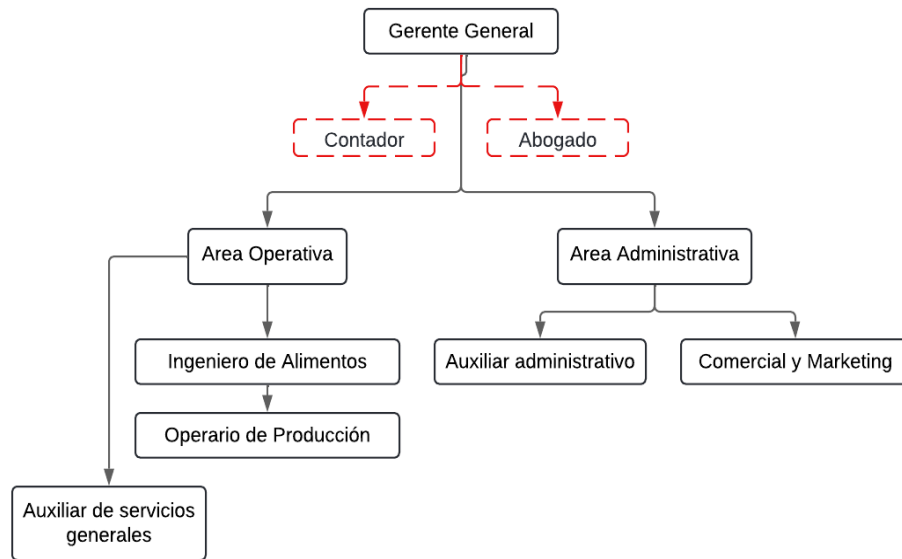 Gerente General
Contador
Abogado
Area Operativa
Area Administrativa
Ingeniero de Alimentos
Auxiliar administrativo
Comercial y Marketing
Operario de Producción
Auxiliar de servicios
generales